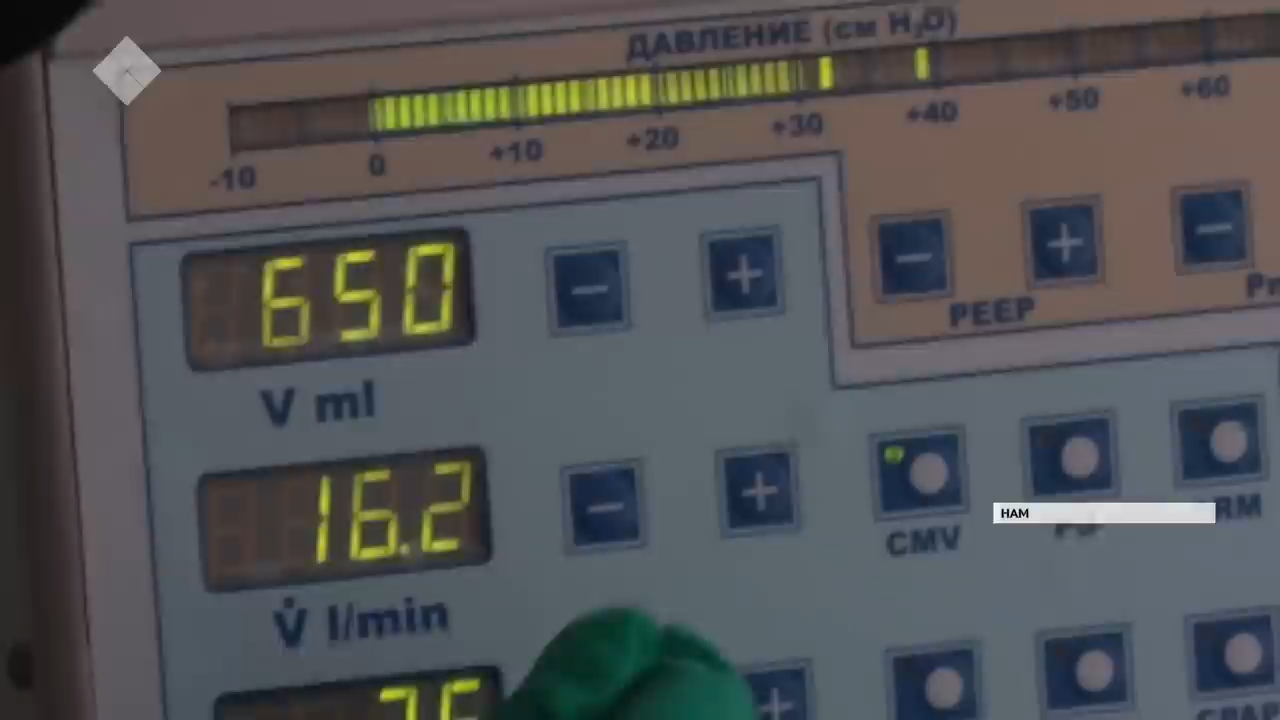 ДАВЛЕНИЕ (см H₂O)
-10 0 +10 +20 +30 +40 +50 +60
650
V ml
PEEP
16.2
V̇ l/min
CMV
RM
НАМ